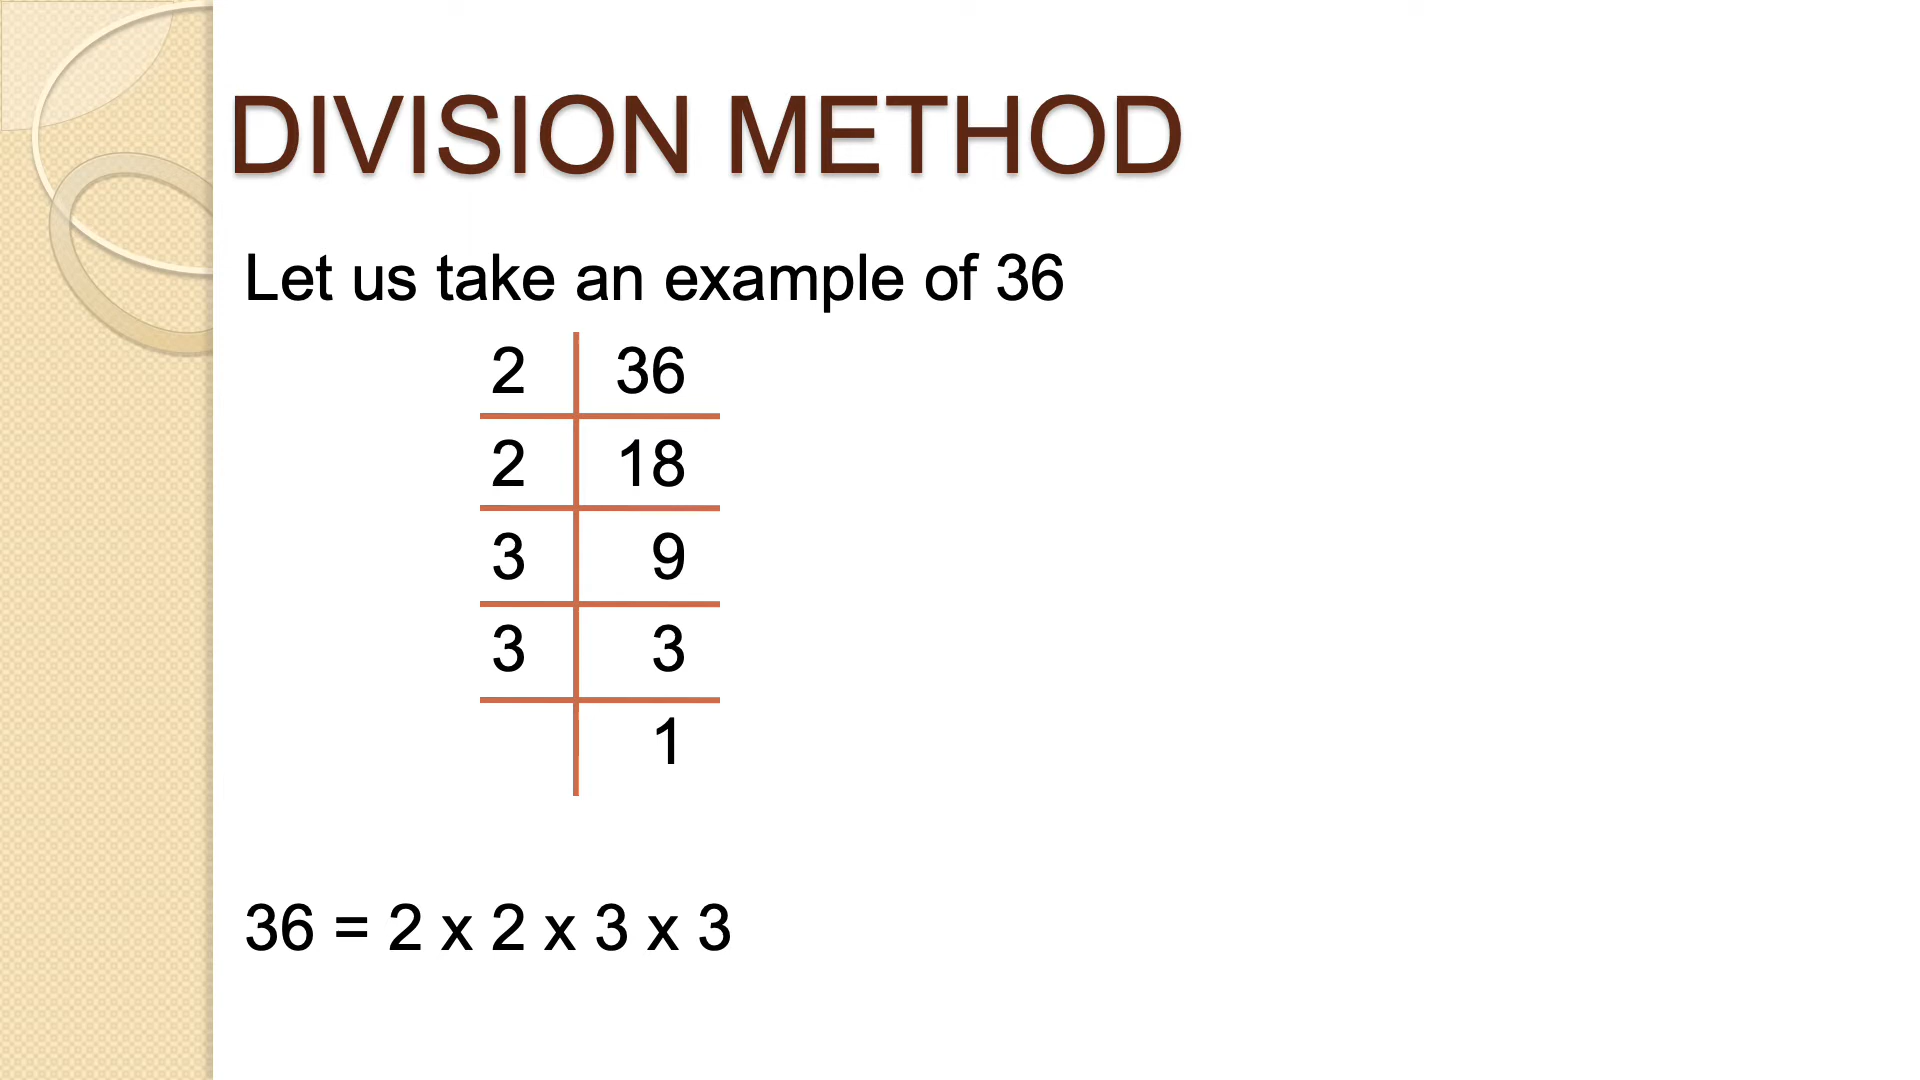 DIVISION METHOD
Let us take an example of 36
2 36
2 18
3 9
3 3
1
36 = 2 x 2 x 3 x 3